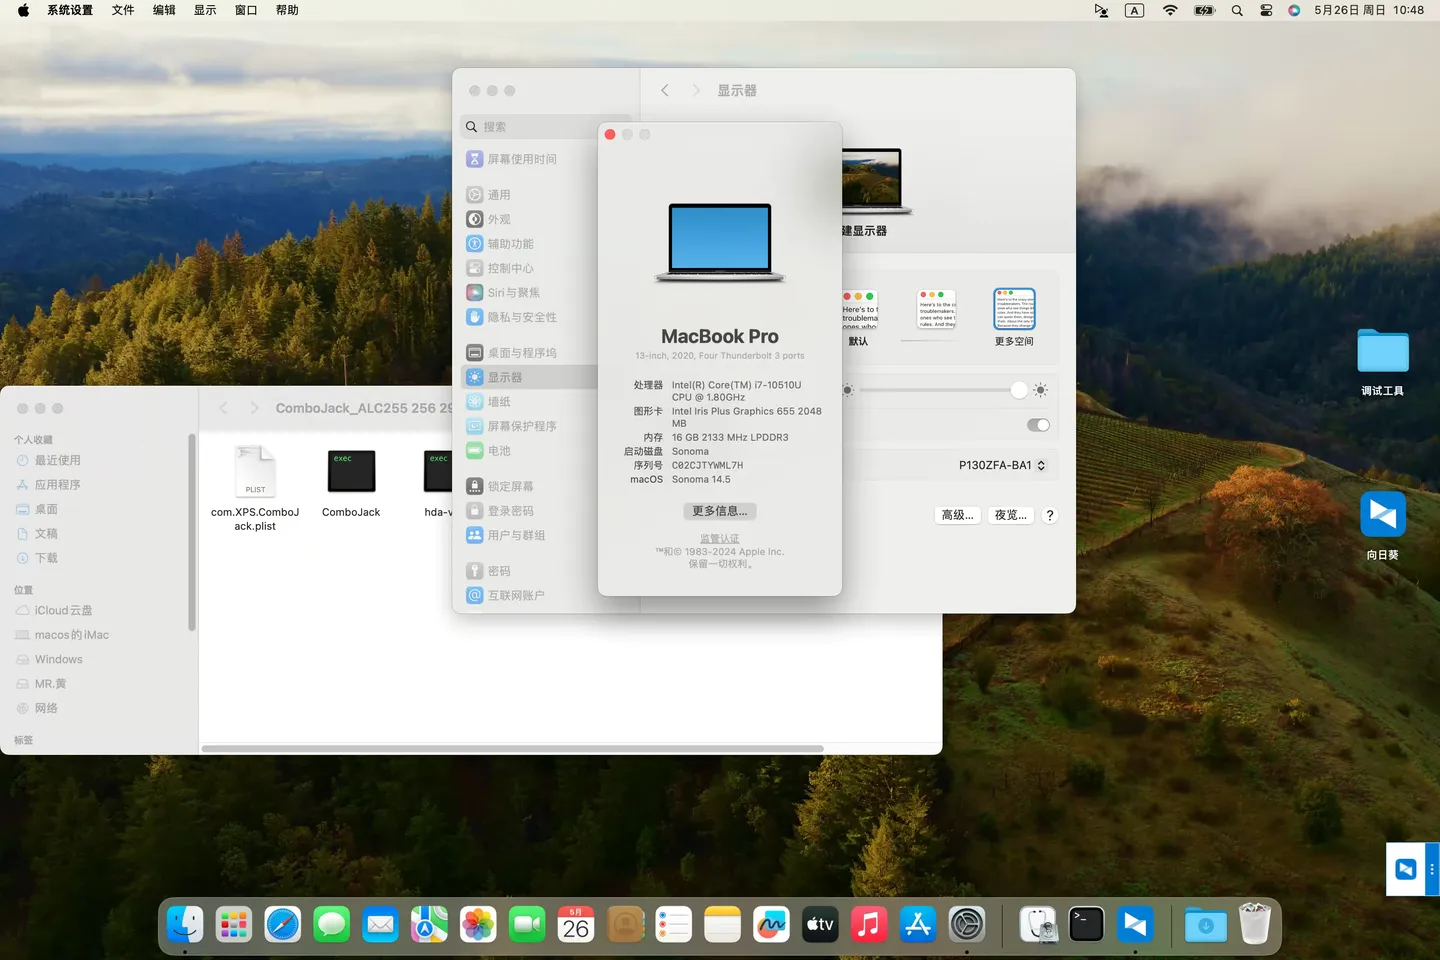 系统设置 文件 编辑 显示 窗口 帮助
A
5月26日 周日 10:48
显示器
搜索
屏幕使用时间
通用
外观
辅助功能
控制中心
Siri与聚焦
隐私与安全性
桌面与程序坞
显示器
墙纸
屏幕保护程序
电池
锁定屏幕
登录密码
用户与群组
密码
互联网账户
MacBook Pro
13-inch, 2020, Four Thunderbolt 3 ports
处理器 Intel(R) Core(TM) i7-10510U
CPU @ 1.80GHz
图形卡 Intel Iris Plus Graphics 655 2048
MB
内存 16 GB 2133 MHz LPDDR3
启动磁盘 Sonoma
序列号 C02CJTYWML7H
macOS Sonoma 14.5
更多信息...
监管认证
™和© 1983-2024 Apple Inc.
保留一切权利。
建显示器
Here's to t
troublema
ones who
默认
Here's to the c
troublemakers.
ones who see t
rules. And they
更多空间
P130ZFA-BA1
高级...
夜览...
?
ComboJack_ALC255 256 29
个人收藏
最近使用
应用程序
桌面
文稿
下载
位置
iCloud云盘
macos的iMac
Windows
MR.黄
网络
标签
PLIST
com.XPS.ComboJ
ack.plist
exec
ComboJack
exec
hda-v
调试工具
向日葵
5月
26
tv